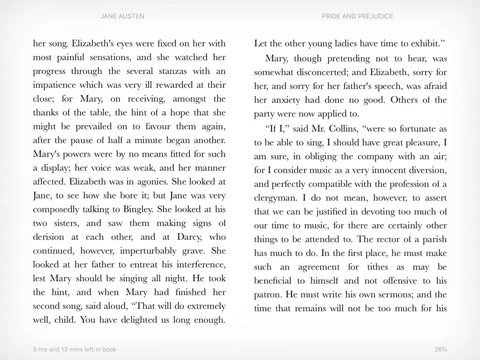 JANE AUSTEN
her song. Elizabeth's eyes were fixed on her with
most painful sensations, and she watched her
progress through the several stanzas with an
impatience which was very ill rewarded at their
close; for Mary, on receiving, amongst the
thanks of the table, the hint of a hope that she
might be prevailed on to favour them again,
after the pause of half a minute began another.
Mary's powers were by no means fitted for such
a display; her voice was weak, and her manner
affected. Elizabeth was in agonies. She looked at
Jane, to see how she bore it; but Jane was very
composedly talking to Bingley. She looked at his
two sisters, and saw them making signs of
derision at each other, and at Darcy, who
continued, however, imperturbably grave. She
looked at her father to entreat his interference,
lest Mary should be singing all night. He took
the hint, and when Mary had finished her
second song, said aloud, “That will do extremely
well, child. You have delighted us long enough.
5 hrs and 13 mins left in book
PRIDE AND PREJUDICE
Let the other young ladies have time to exhibit.”
Mary, though pretending not to hear, was
somewhat disconcerted; and Elizabeth, sorry for
her, and sorry for her father's speech, was afraid
her anxiety had done no good. Others of the
party were now applied to.
“If I,” said Mr. Collins, “were so fortunate as
to be able to sing, I should have great pleasure, I
am sure, in obliging the company with an air;
for I consider music as a very innocent diversion,
and perfectly compatible with the profession of a
clergyman. I do not mean, however, to assert
that we can be justified in devoting too much of
our time to music, for there are certainly other
things to be attended to. The rector of a parish
has much to do. In the first place, he must make
such an agreement for tithes as may be
beneficial to himself and not offensive to his
patron. He must write his own sermons; and the
time that remains will not be too much for his
26%